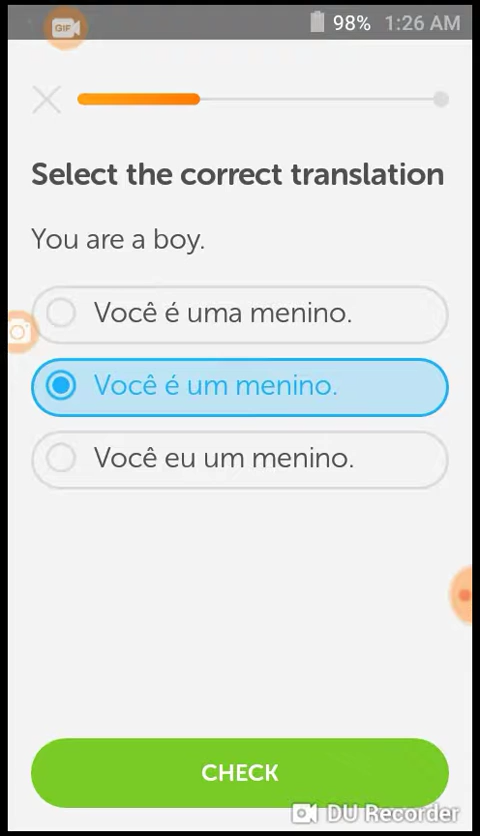 GIF 98% 1:26 AM
Select the correct translation
You are a boy.
Você é uma menino.
Você é um menino.
Você eu um menino.
CHECK
DU Recorder